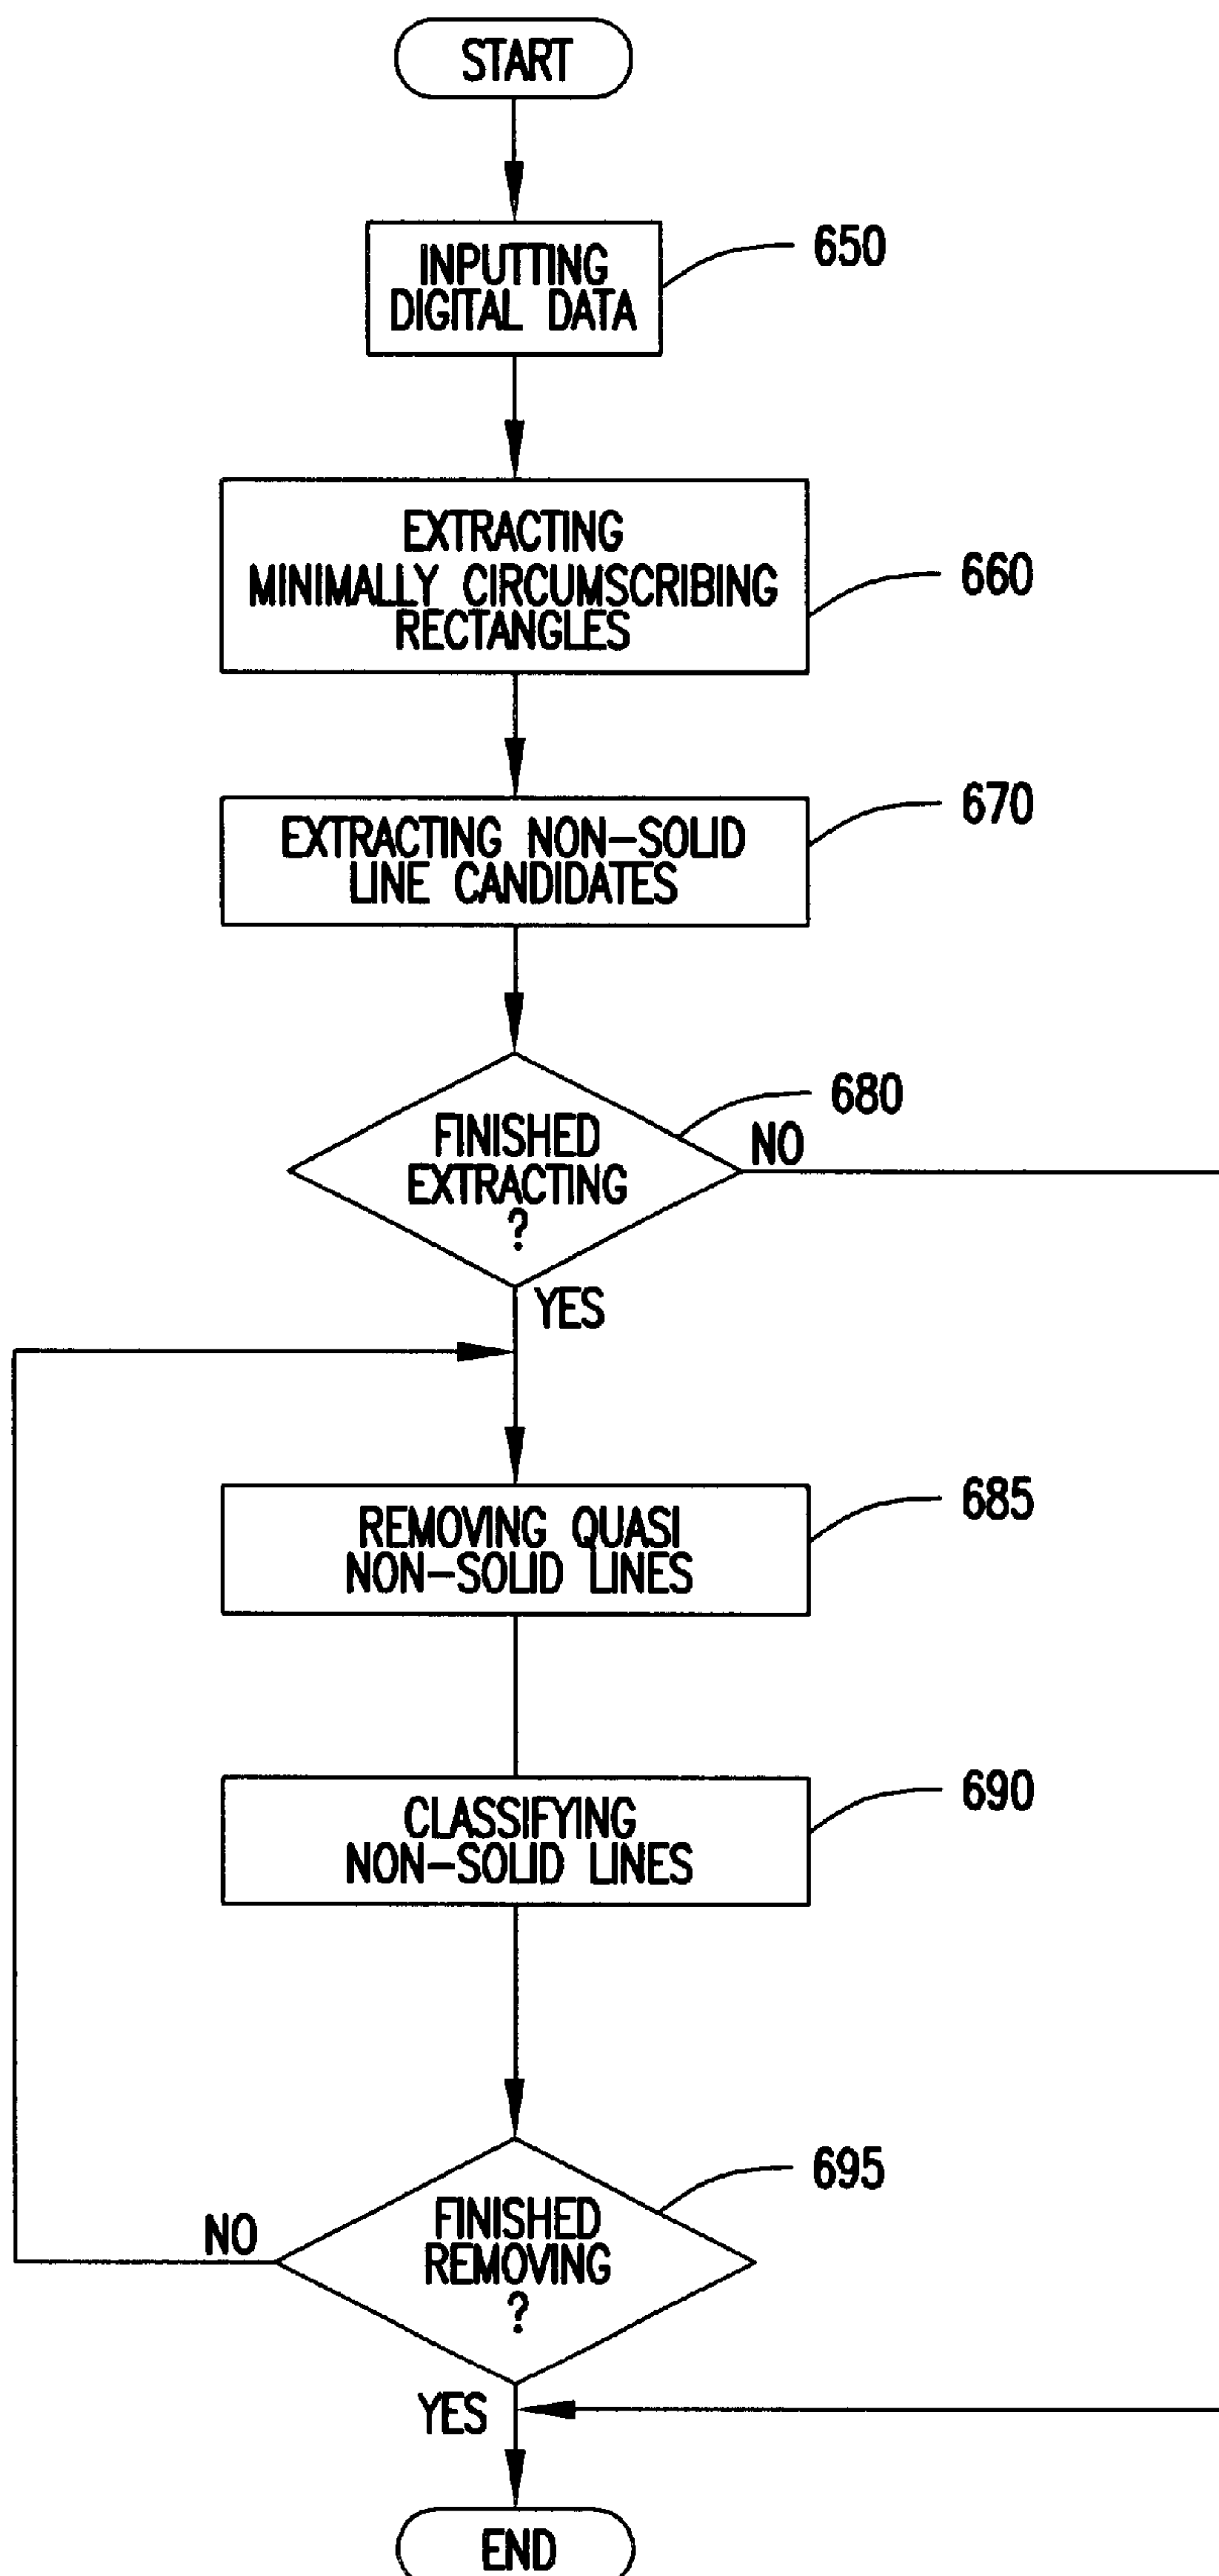 START
INPUTTING
DIGITAL DATA
650
EXTRACTING
MINIMALLY CIRCUMSCRIBING
RECTANGLES
660
EXTRACTING NON-SOLID
LINE CANDIDATES
670
FINISHED
EXTRACTING
?
680
NO
YES
REMOVING QUASI
NON-SOLID LINES
685
CLASSIFYING
NON-SOLID LINES
690
FINISHED
REMOVING
?
695
NO
YES
END